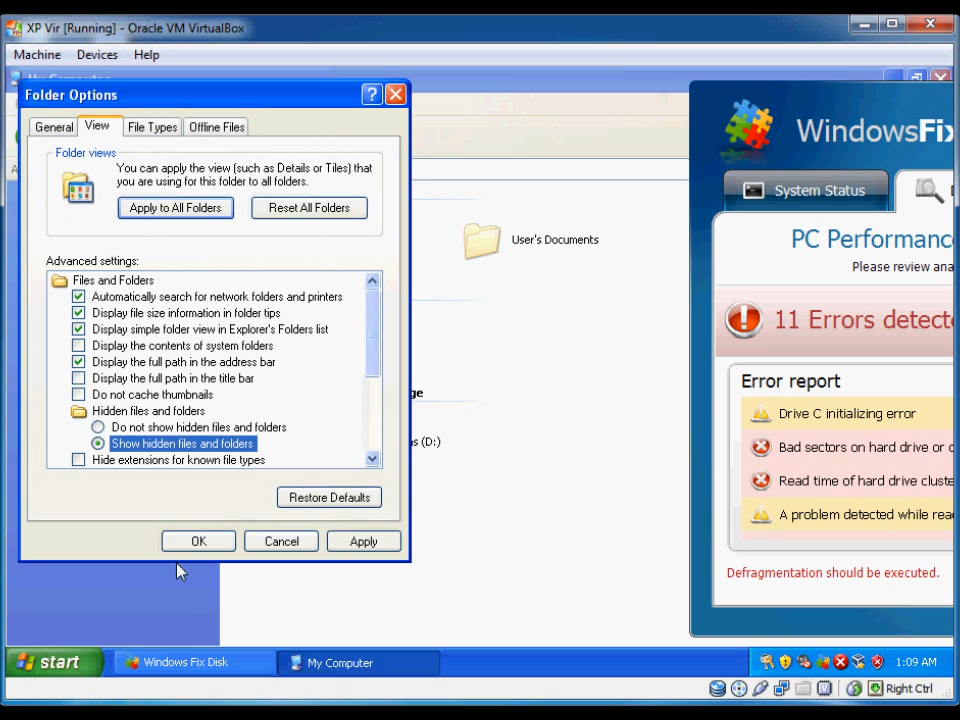 XP Vir [Running] - Oracle VM VirtualBox
Machine Devices Help
My Computer
Folder Options
General View File Types Offline Files
Folder views
You can apply the view (such as Details or Tiles) that
you are using for this folder to all folders.
Apply to All Folders Reset All Folders
Advanced settings:
Files and Folders
Automatically search for network folders and printers
Display file size information in folder tips
Display simple folder view in Explorer's Folders list
Display the contents of system folders
Display the full path in the address bar
Display the full path in the title bar
Do not cache thumbnails
Hidden files and folders
Do not show hidden files and folders
Show hidden files and folders
Hide extensions for known file types
Restore Defaults
OK Cancel Apply
User's Documents
ge
s (D:)
WindowsFix
System Status
PC Performanc
Please review ana
11 Errors detect
Error report
Drive C initializing error
Bad sectors on hard drive or
Read time of hard drive cluste
A problem detected while rea
Defragmentation should be executed.
start Windows Fix Disk My Computer 1:09 AM
Right Ctrl